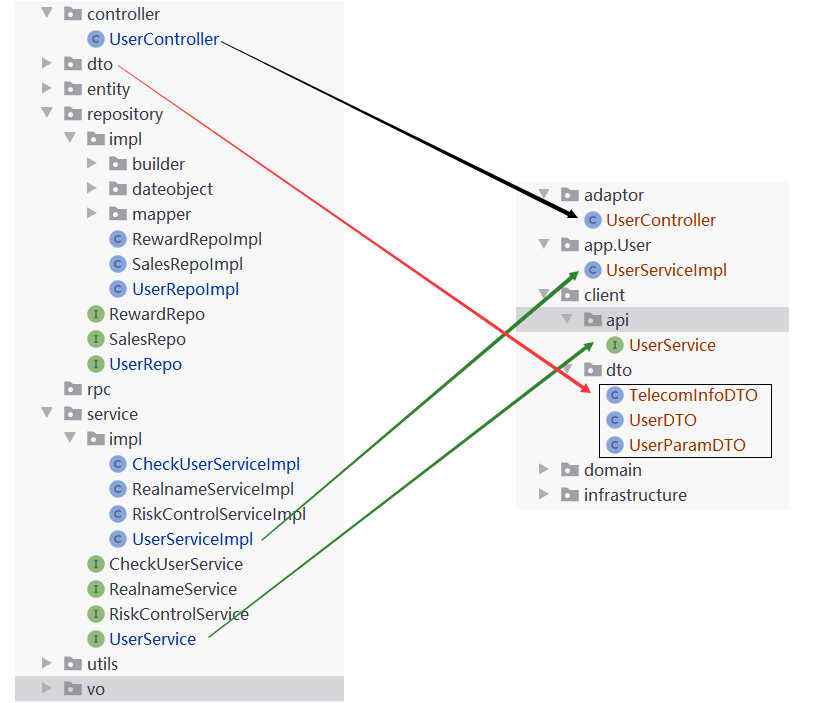 controller
UserController
dto
entity
repository
impl
builder
dateobject
mapper
RewardRepoImpl
SalesRepoImpl
UserRepoImpl
RewardRepo
SalesRepo
UserRepo
rpc
service
impl
CheckUserServiceImpl
RealnameServiceImpl
RiskControlServiceImpl
UserServiceImpl
CheckUserService
RealnameService
RiskControlService
UserService
utils
vo
adaptor
UserController
app.User
UserServiceImpl
client
api
UserService
dto
TelecomInfoDTO
UserDTO
UserParamDTO
domain
infrastructure